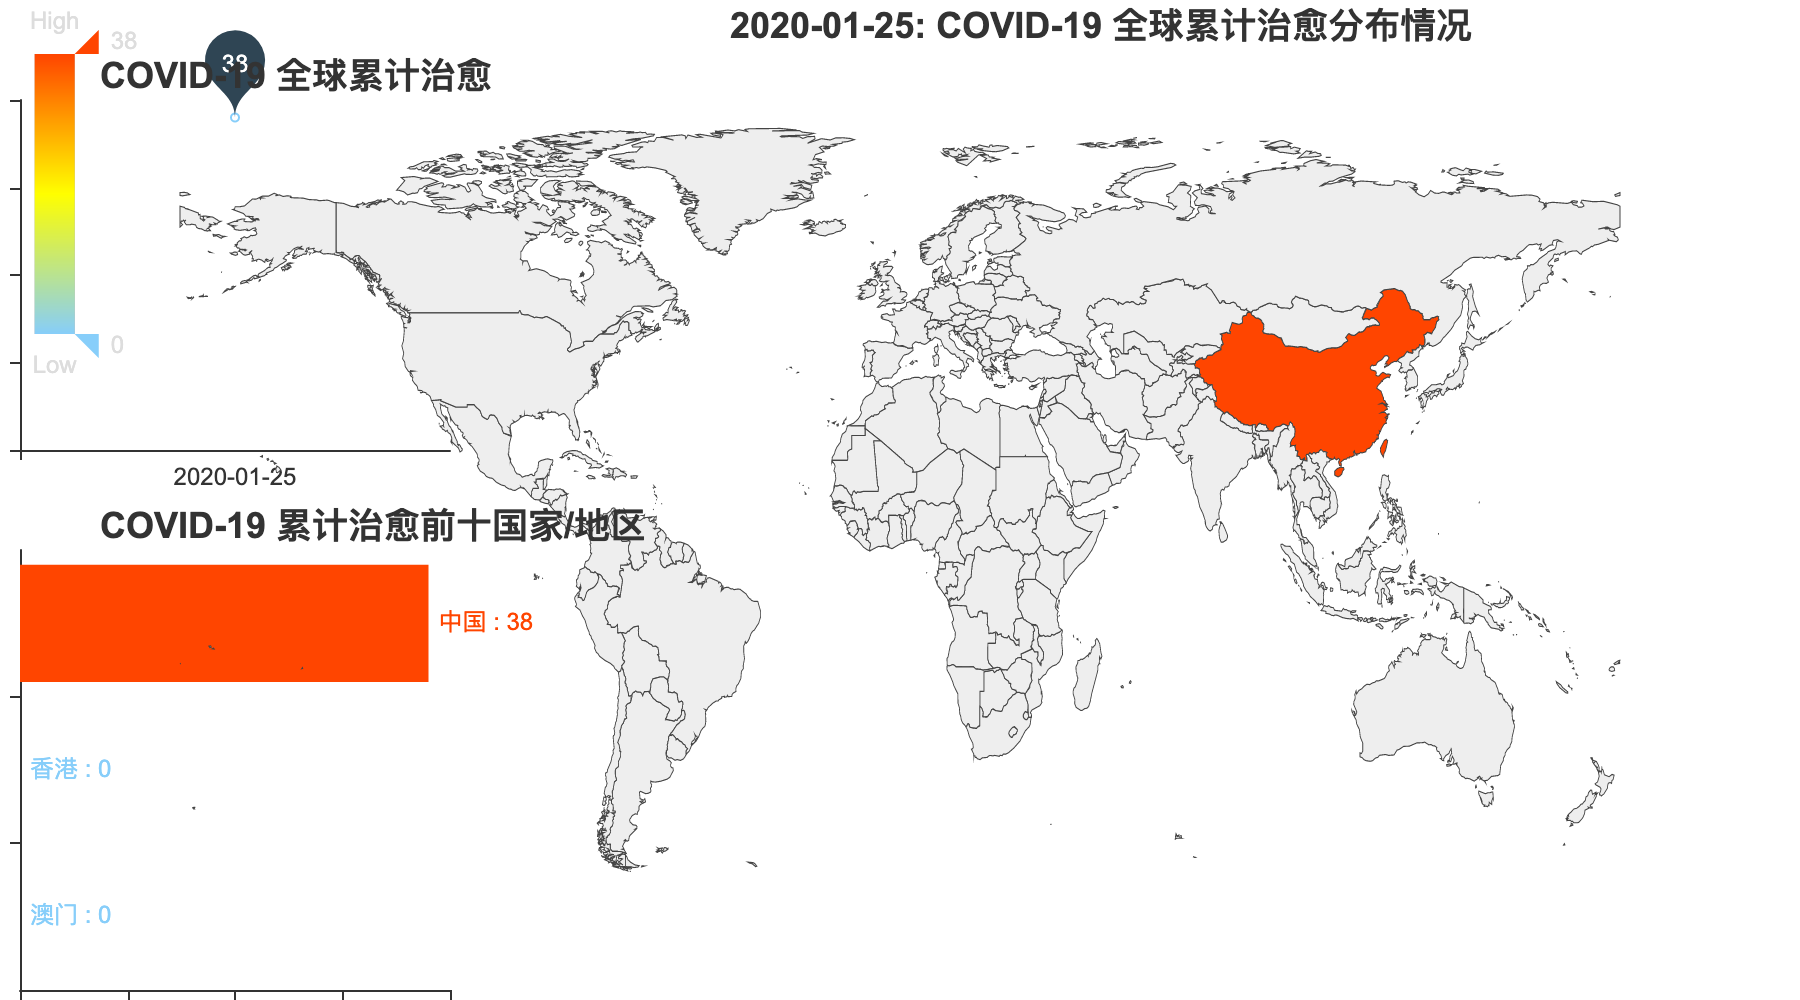 2020-01-25: COVID-19 全球累计治愈分布情况
High
38
38
COVID-19 全球累计治愈
0
Low
2020-01-25
COVID-19 累计治愈前十国家/地区
中国 : 38
香港 : 0
澳门 : 0